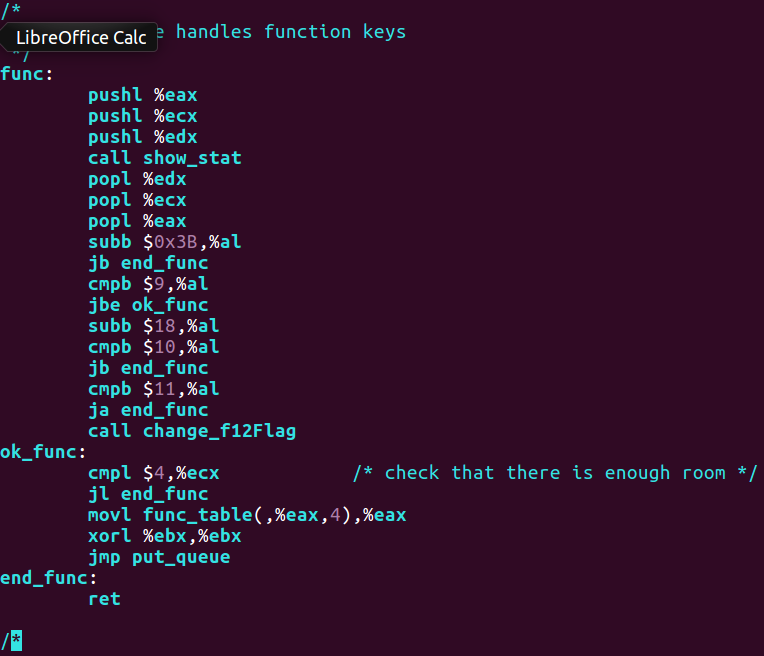 /*
LibreOffice Calc e handles function keys
*/
func:
pushl %eax
pushl %ecx
pushl %edx
call show_stat
popl %edx
popl %ecx
popl %eax
subb $0x3B,%al
jb end_func
cmpb $9,%al
jbe ok_func
subb $18,%al
cmpb $10,%al
jb end_func
cmpb $11,%al
ja end_func
call change_f12Flag
ok_func:
cmpl $4,%ecx /* check that there is enough room */
jl end_func
movl func_table(,%eax,4),%eax
xorl %ebx,%ebx
jmp put_queue
end_func:
ret
/*